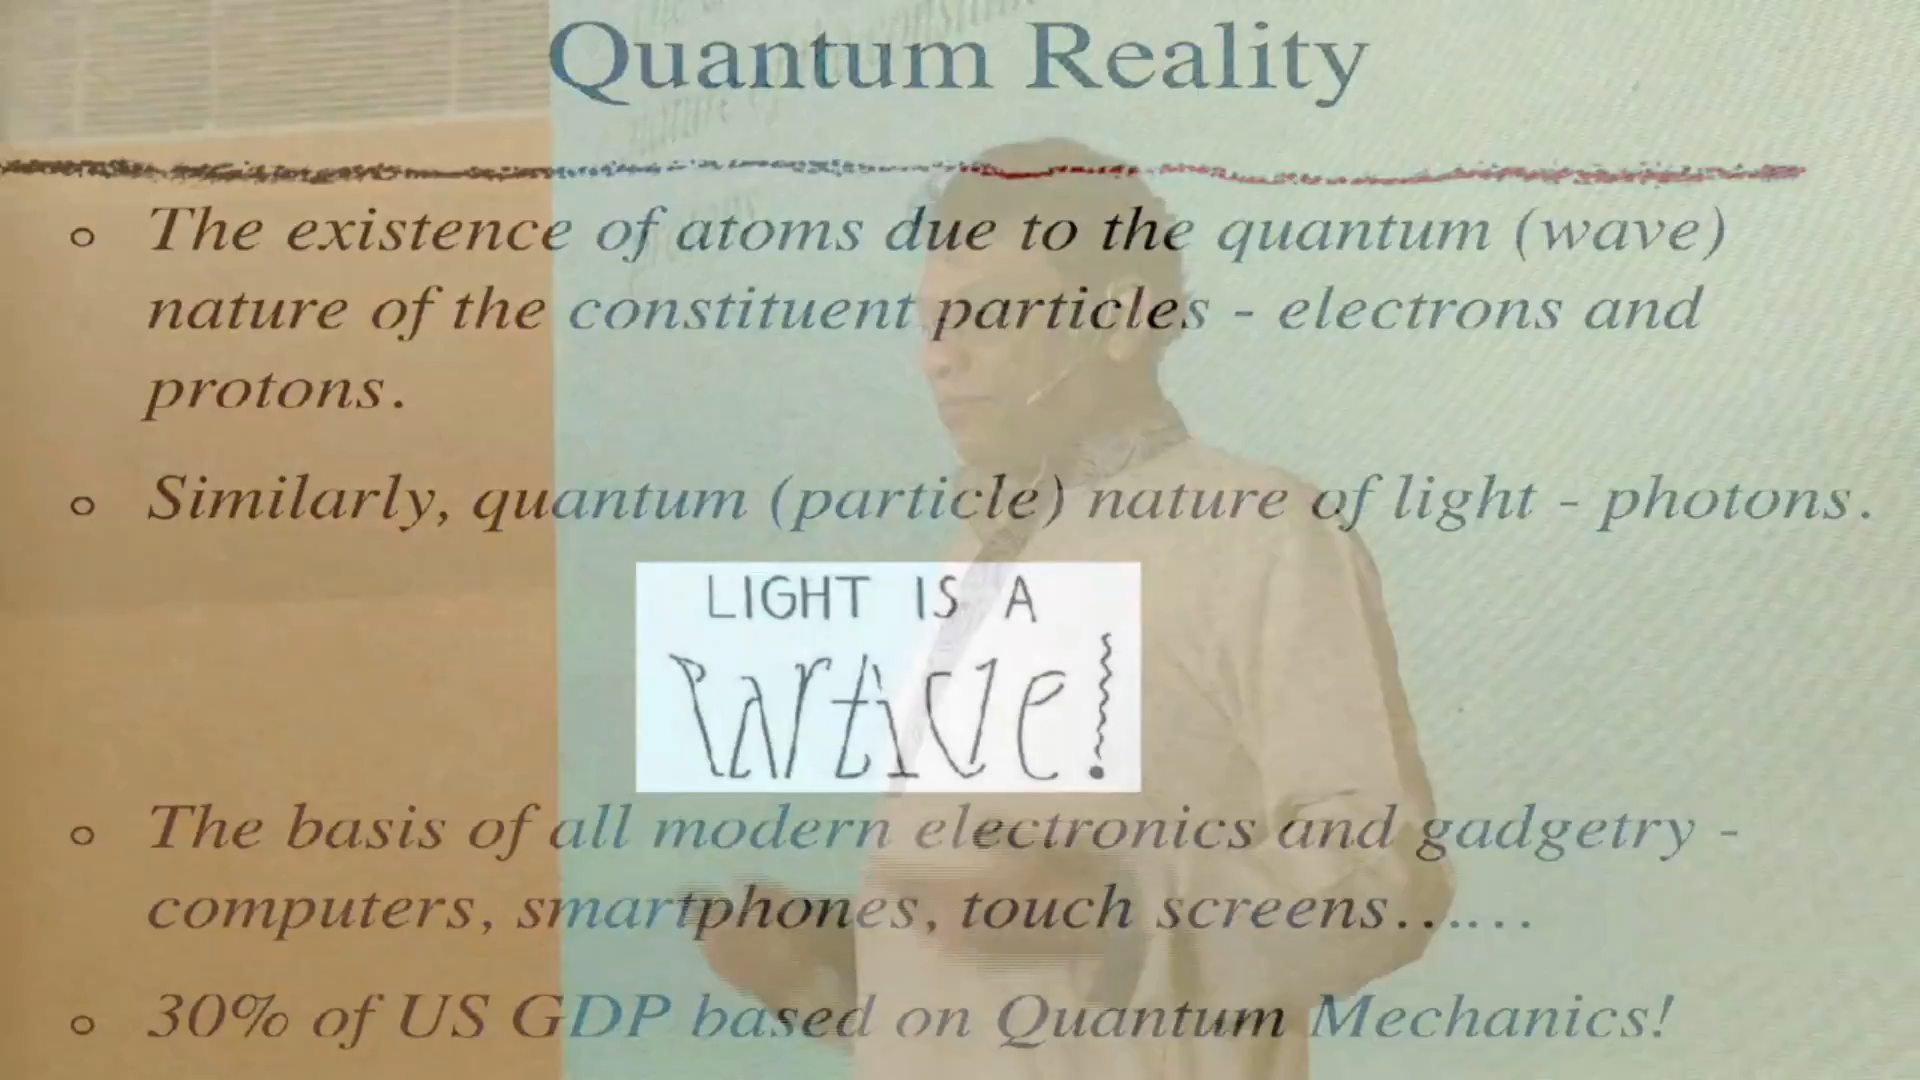 Quantum Reality
The existence of atoms due to the quantum (wave)
nature of the constituent particles - electrons and
protons.
Similarly, quantum (particle) nature of light - photons.
LIGHT IS A
Particle!
The basis of all modern electronics and gadgetry -
computers, smartphones, touch screens......
30% of US GDP based on Quantum Mechanics!